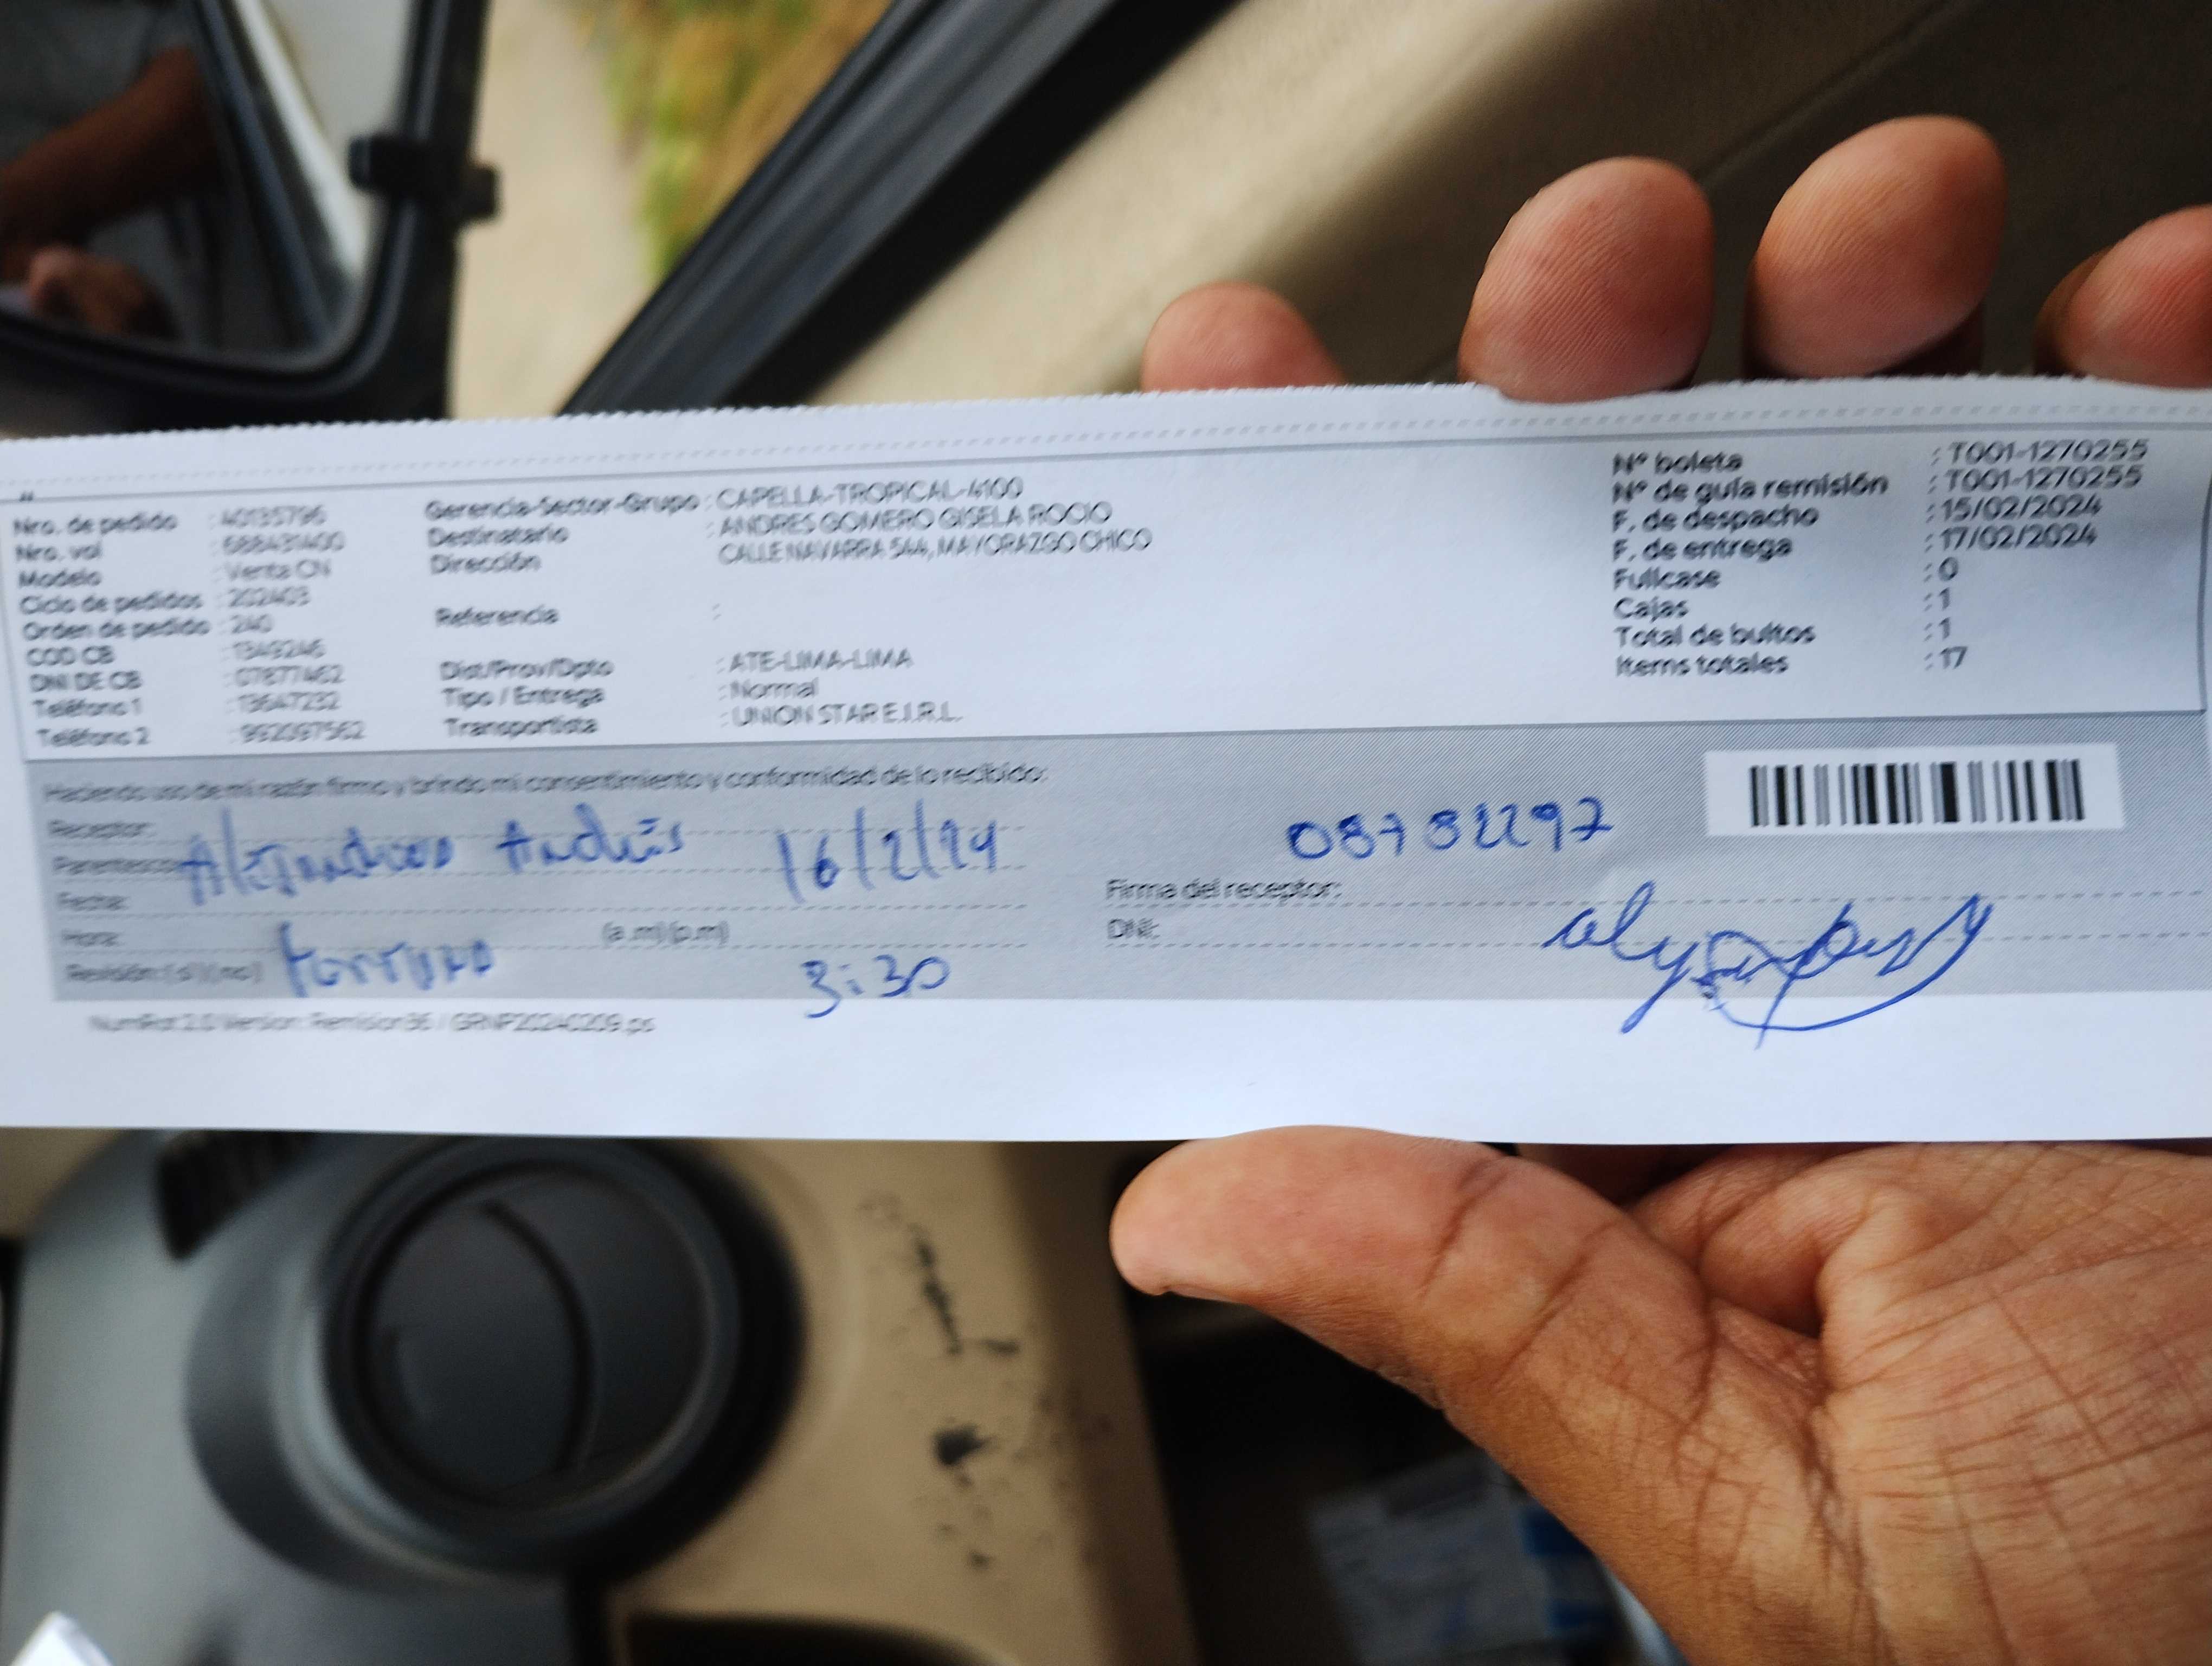 Nro. de pedido : 40135796
Nro. vol : 688431400
Modelo : Venta CN
Ciclo de pedidos : 202403
Orden de pedido : 240
COD CB : 1349246
DNI DE CB : 07877462
Teléfono 1 : 13647232
Teléfono 2 : 992097562
Gerencia-Sector-Grupo : CAPELLA-TROPICAL-4100
Destinatario : ANDRES GOMERO GISELA ROCIO
Dirección CALLE NAVARRA 544, MAYORAZGO CHICO
Referencia :
Dist/Prov/Dpto : ATE-LIMA-LIMA
Tipo / Entrega : Normal
Transportista : UNION STAR E.I.R.L.
Nº boleta : T001-1270255
Nº de guía remisión : T001-1270255
F. de despacho : 15/02/2024
F. de entrega : 17/02/2024
Fullcase : 0
Cajas : 1
Total de bultos : 1
Items totales : 17
Haciendo uso de mi razón firmo y brindo mi consentimiento y conformidad de lo recibido:
Receptor:
Parentesco: Andrés 16/2/24
Fecha:
Hora: (a.m) (p.m)
Revisión: ( si ) ( no ) 3:30
08782297
Firma del receptor:
DNI:
NumRot 2.0 Version: Remision86 / GRNP20240209.ps